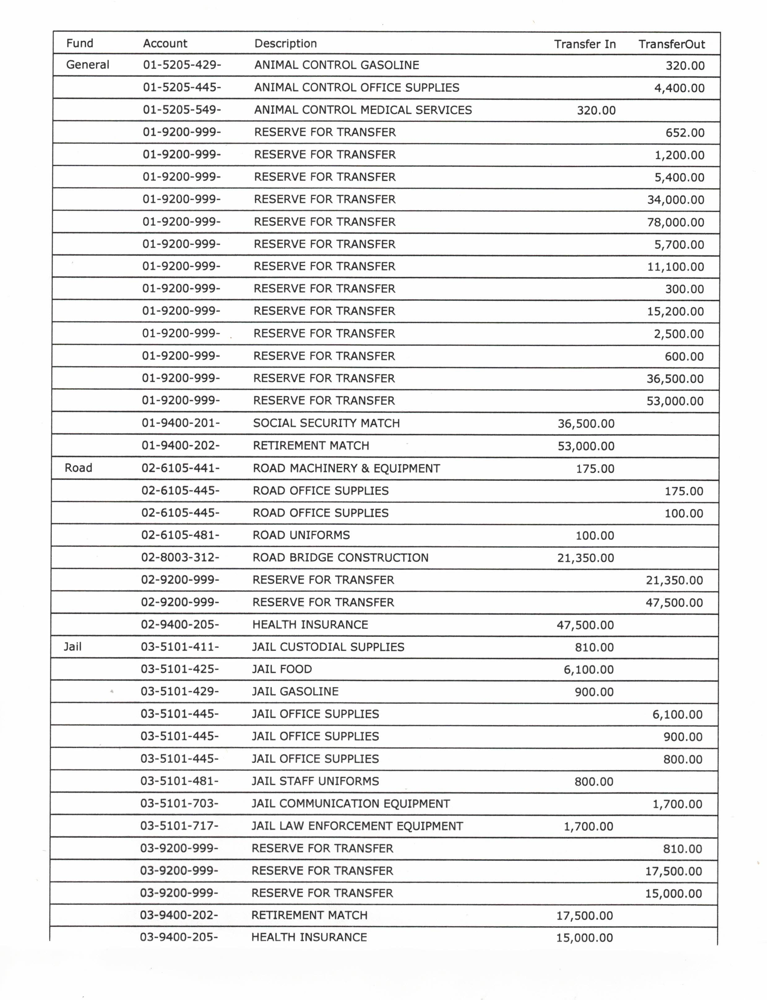 Fund Account Description Transfer In TransferOut
General 01-5205-429- ANIMAL CONTROL GASOLINE 320.00
01-5205-445- ANIMAL CONTROL OFFICE SUPPLIES 4,400.00
01-5205-549- ANIMAL CONTROL MEDICAL SERVICES 320.00
01-9200-999- RESERVE FOR TRANSFER 652.00
01-9200-999- RESERVE FOR TRANSFER 1,200.00
01-9200-999- RESERVE FOR TRANSFER 5,400.00
01-9200-999- RESERVE FOR TRANSFER 34,000.00
01-9200-999- RESERVE FOR TRANSFER 78,000.00
01-9200-999- RESERVE FOR TRANSFER 5,700.00
01-9200-999- RESERVE FOR TRANSFER 11,100.00
01-9200-999- RESERVE FOR TRANSFER 300.00
01-9200-999- RESERVE FOR TRANSFER 15,200.00
01-9200-999- RESERVE FOR TRANSFER 2,500.00
01-9200-999- RESERVE FOR TRANSFER 600.00
01-9200-999- RESERVE FOR TRANSFER 36,500.00
01-9200-999- RESERVE FOR TRANSFER 53,000.00
01-9400-201- SOCIAL SECURITY MATCH 36,500.00
01-9400-202- RETIREMENT MATCH 53,000.00
Road 02-6105-441- ROAD MACHINERY & EQUIPMENT 175.00
02-6105-445- ROAD OFFICE SUPPLIES 175.00
02-6105-445- ROAD OFFICE SUPPLIES 100.00
02-6105-481- ROAD UNIFORMS 100.00
02-8003-312- ROAD BRIDGE CONSTRUCTION 21,350.00
02-9200-999- RESERVE FOR TRANSFER 21,350.00
02-9200-999- RESERVE FOR TRANSFER 47,500.00
02-9400-205- HEALTH INSURANCE 47,500.00
Jail 03-5101-411- JAIL CUSTODIAL SUPPLIES 810.00
03-5101-425- JAIL FOOD 6,100.00
03-5101-429- JAIL GASOLINE 900.00
03-5101-445- JAIL OFFICE SUPPLIES 6,100.00
03-5101-445- JAIL OFFICE SUPPLIES 900.00
03-5101-445- JAIL OFFICE SUPPLIES 800.00
03-5101-481- JAIL STAFF UNIFORMS 800.00
03-5101-703- JAIL COMMUNICATION EQUIPMENT 1,700.00
03-5101-717- JAIL LAW ENFORCEMENT EQUIPMENT 1,700.00
03-9200-999- RESERVE FOR TRANSFER 810.00
03-9200-999- RESERVE FOR TRANSFER 17,500.00
03-9200-999- RESERVE FOR TRANSFER 15,000.00
03-9400-202- RETIREMENT MATCH 17,500.00
03-9400-205- HEALTH INSURANCE 15,000.00